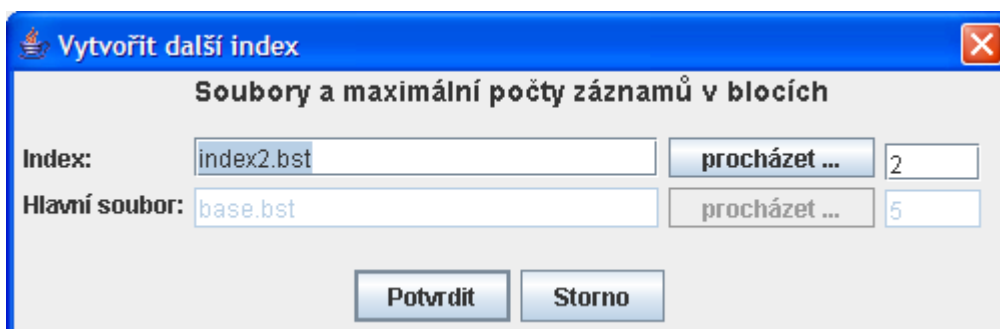 Vytvořit další index
Soubory a maximální počty záznamů v blocích
Index: index2.bst procházet ... 2
Hlavní soubor: base.bst procházet ... 5
Potvrdit Storno